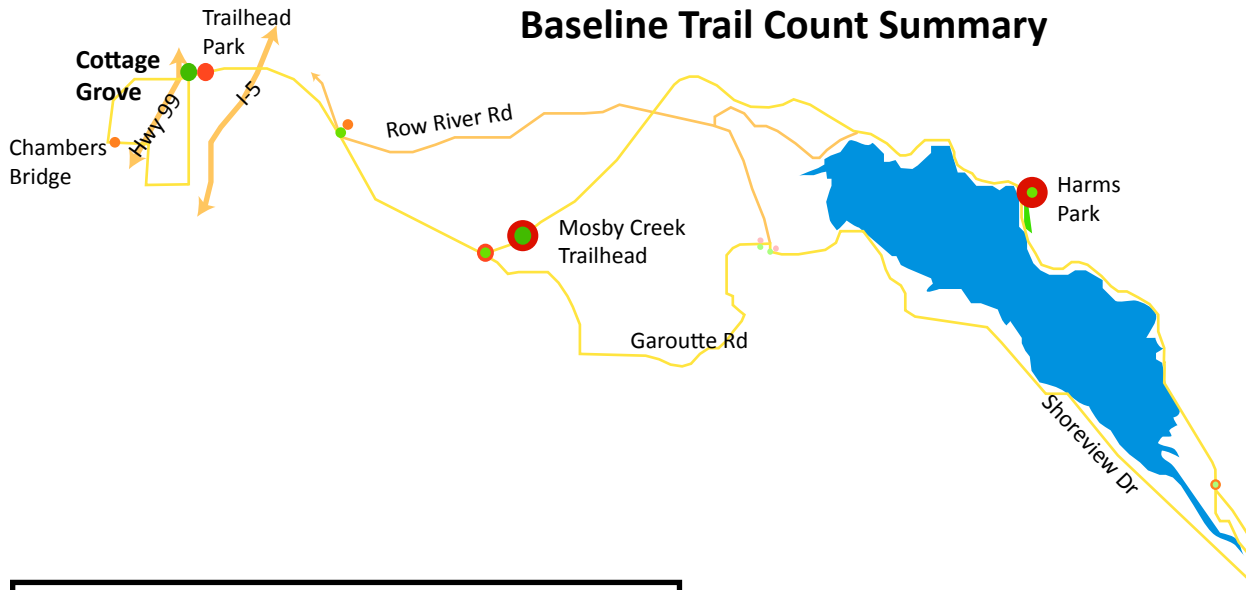 Baseline Trail Count Summary
Trailhead
Park
Cottage
Grove
Hwy 99
I-5
Chambers
Bridge
Row River Rd
Mosby Creek
Trailhead
Harms
Park
Garoutte Rd
Shoreview Dr